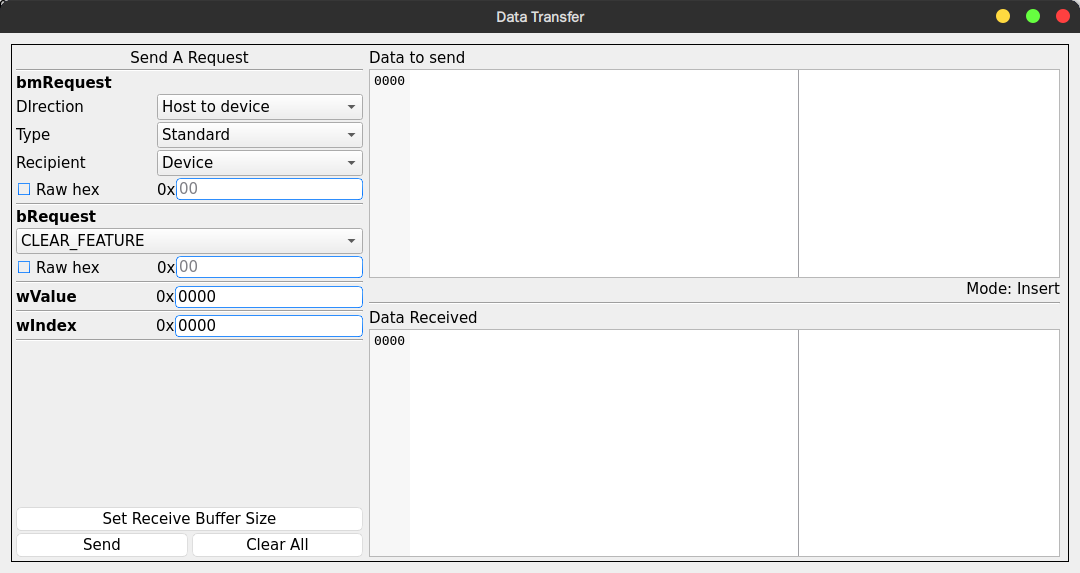 Data Transfer
Send A Request
bmRequest
DIrection Host to device
Type Standard
Recipient Device
Raw hex 0x 00
bRequest
CLEAR_FEATURE
Raw hex 0x 00
wValue 0x 0000
wIndex 0x 0000
Set Receive Buffer Size
Send Clear All
Data to send
0000
Mode: Insert
Data Received
0000